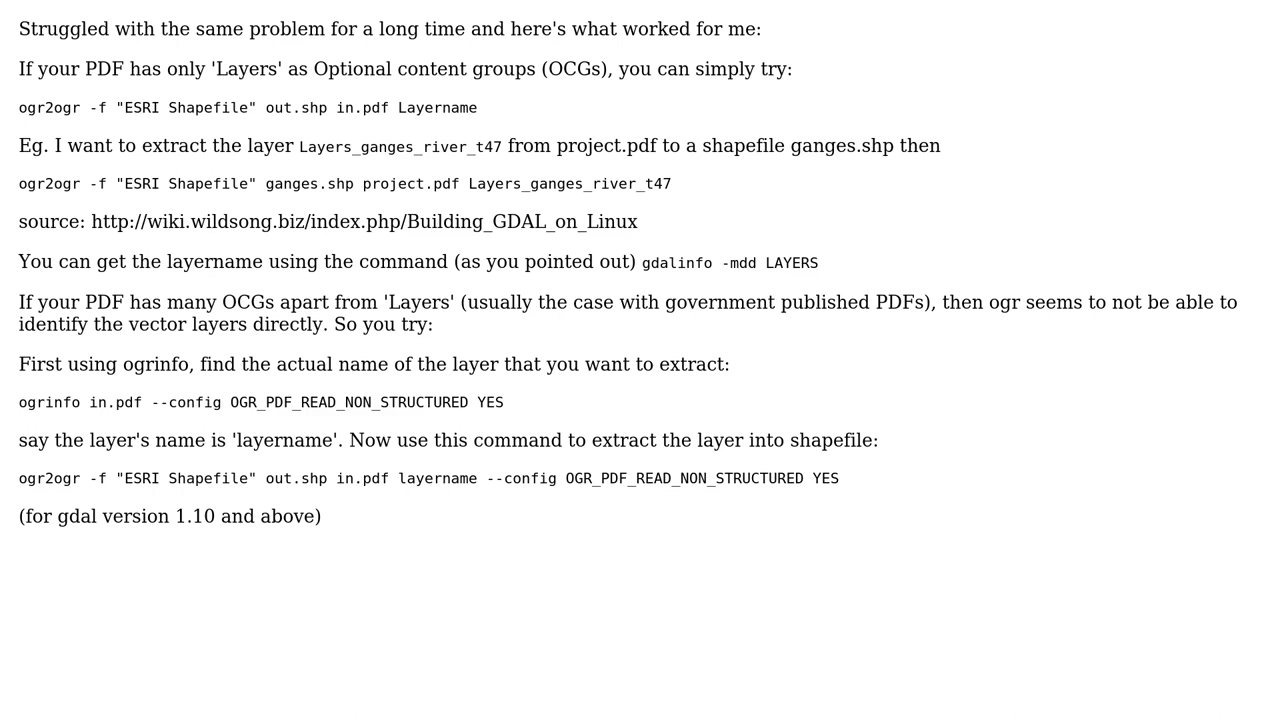 Struggled with the same problem for a long time and here's what worked for me:
If your PDF has only 'Layers' as Optional content groups (OCGs), you can simply try:
ogr2ogr -f "ESRI Shapefile" out.shp in.pdf Layername
Eg. I want to extract the layer Layers_ganges_river_t47 from project.pdf to a shapefile ganges.shp then
ogr2ogr -f "ESRI Shapefile" ganges.shp project.pdf Layers_ganges_river_t47
source: http://wiki.wildsong.biz/index.php/Building_GDAL_on_Linux
You can get the layername using the command (as you pointed out) gdalinfo -mdd LAYERS
If your PDF has many OCGs apart from 'Layers' (usually the case with government published PDFs), then ogr seems to not be able to
identify the vector layers directly. So you try:
First using ogrinfo, find the actual name of the layer that you want to extract:
ogrinfo in.pdf --config OGR_PDF_READ_NON_STRUCTURED YES
say the layer's name is 'layername'. Now use this command to extract the layer into shapefile:
ogr2ogr -f "ESRI Shapefile" out.shp in.pdf layername --config OGR_PDF_READ_NON_STRUCTURED YES
(for gdal version 1.10 and above)